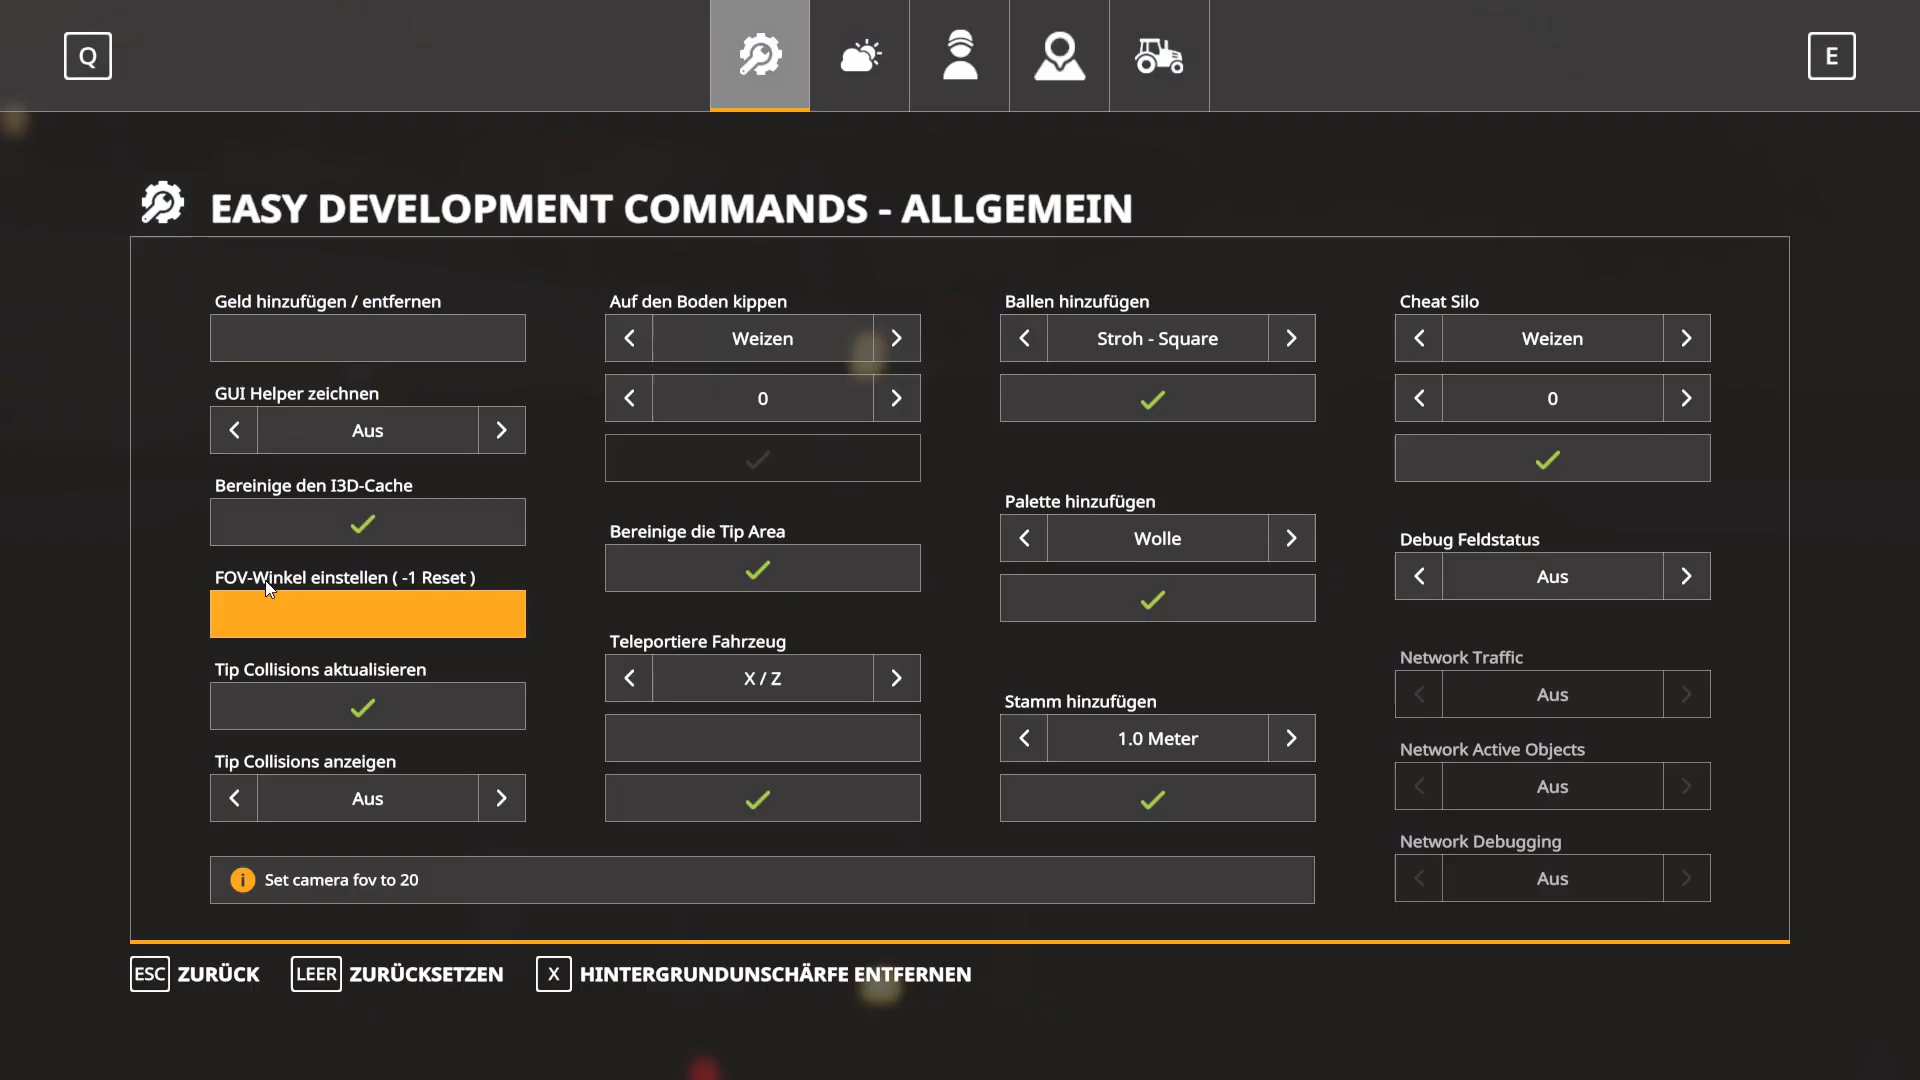 Q
E
EASY DEVELOPMENT COMMANDS - ALLGEMEIN
Geld hinzufügen / entfernen
GUI Helper zeichnen
Aus
Bereinige den I3D-Cache
FOV-Winkel einstellen ( -1 Reset )
Tip Collisions aktualisieren
Tip Collisions anzeigen
Aus
Auf den Boden kippen
Weizen
0
Bereinige die Tip Area
Teleportiere Fahrzeug
X / Z
Ballen hinzufügen
Stroh - Square
Palette hinzufügen
Wolle
Stamm hinzufügen
1.0 Meter
Cheat Silo
Weizen
0
Debug Feldstatus
Aus
Network Traffic
Aus
Network Active Objects
Aus
Network Debugging
Aus
i Set camera fov to 20
ESC ZURÜCK LEER ZURÜCKSETZEN X HINTERGRUNDUNSCHÄRFE ENTFERNEN